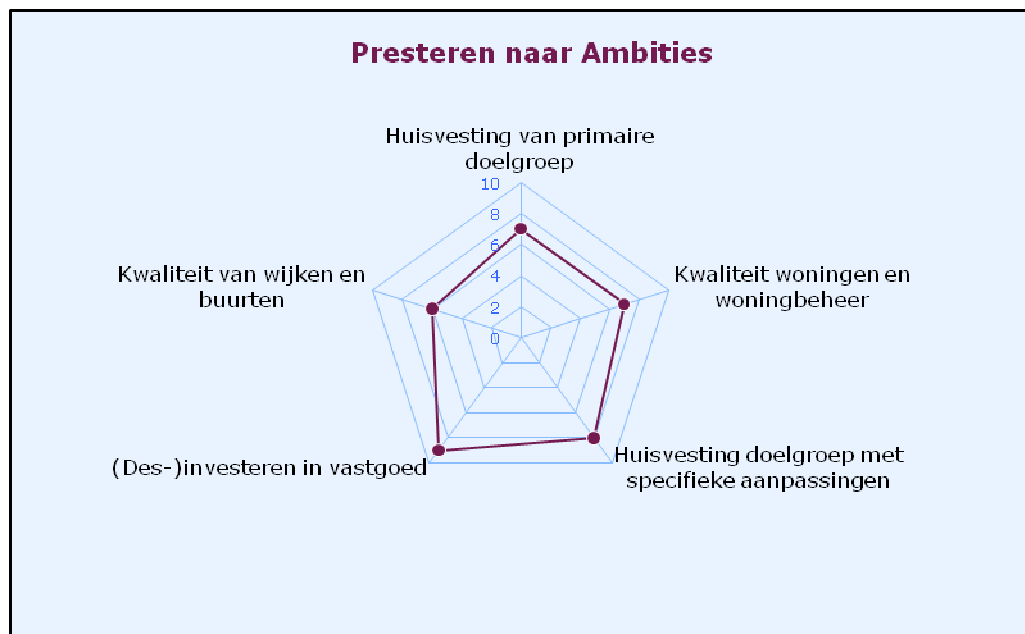 Presteren naar Ambities
Huisvesting van primaire
doelgroep
10
8
6
4
2
0
Kwaliteit van wijken en
buurten
Kwaliteit woningen en
woningbeheer
(Des-)investeren in vastgoed
Huisvesting doelgroep met
specifieke aanpassingen